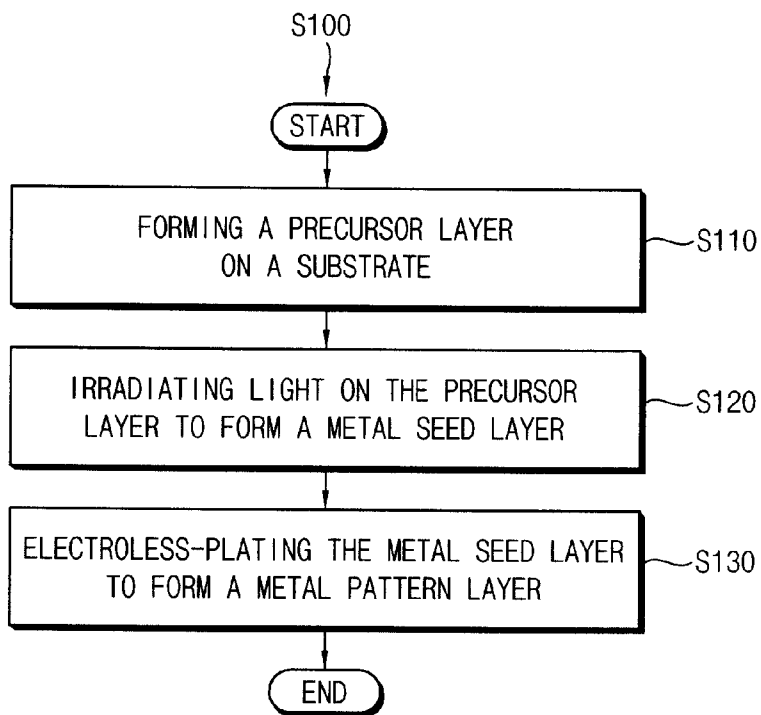 S100
START
FORMING A PRECURSOR LAYER
ON A SUBSTRATE
S110
IRRADIATING LIGHT ON THE PRECURSOR
LAYER TO FORM A METAL SEED LAYER
S120
ELECTROLESS-PLATING THE METAL SEED LAYER
TO FORM A METAL PATTERN LAYER
S130
END